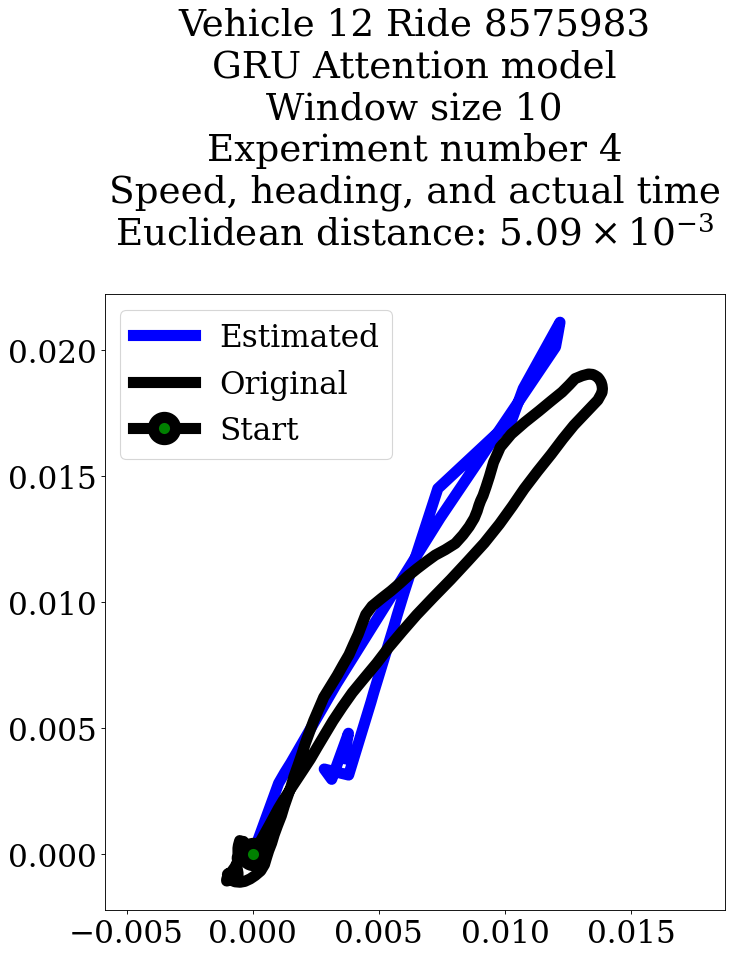 Vehicle 12 Ride 8575983
GRU Attention model
Window size 10
Experiment number 4
Speed, heading, and actual time
Euclidean distance: 5.09 × 10⁻³
Estimated
Original
Start
0.020
0.015
0.010
0.005
0.000
−0.005 0.000 0.005 0.010 0.015